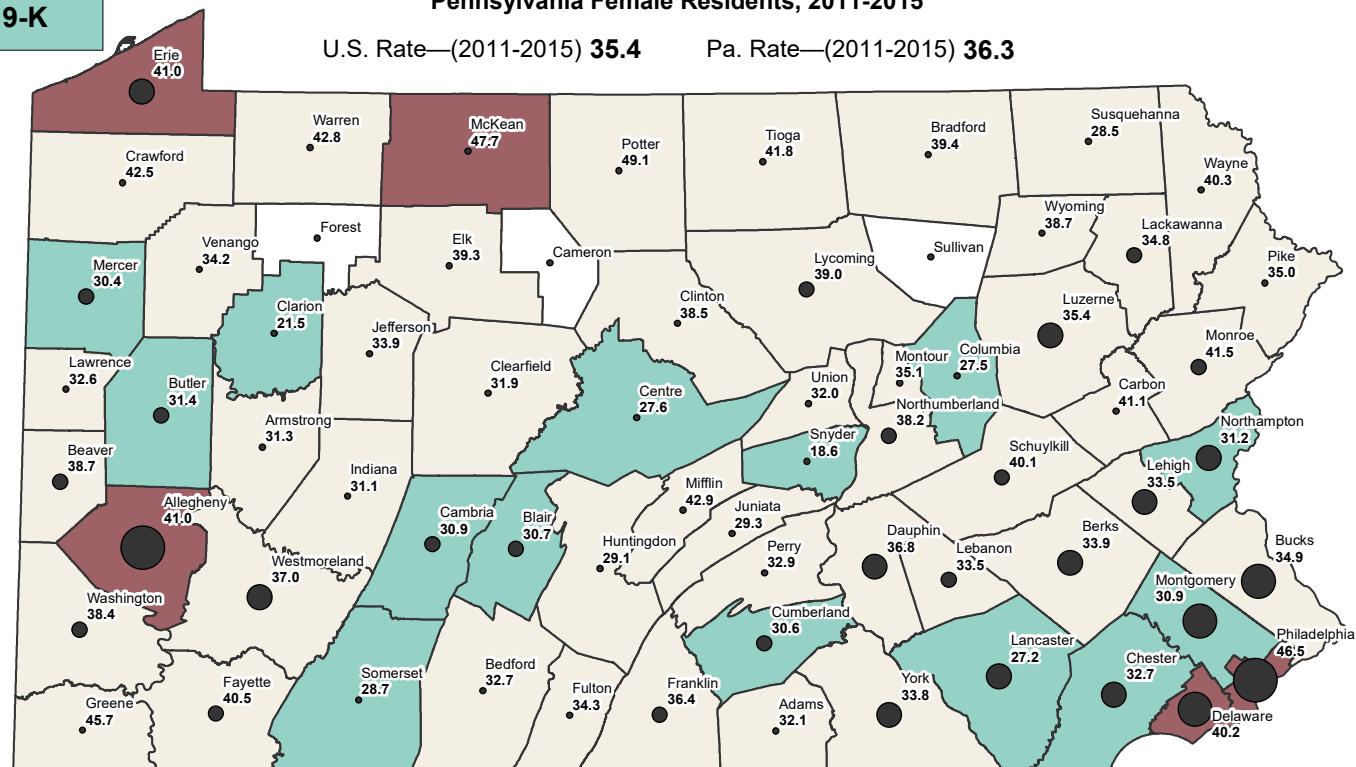 Pennsylvania Female Residents, 2011-2015
9-K
U.S. Rate—(2011-2015) 35.4
Pa. Rate—(2011-2015) 36.3
Erie
41.0
Warren
42.8
McKean
47.7
Potter
49.1
Tioga
41.8
Bradford
39.4
Susquehanna
28.5
Crawford
42.5
Wayne
40.3
Wyoming
38.7
Lackawanna
34.8
Forest
Venango
34.2
Elk
39.3
Cameron
Lycoming
39.0
Sullivan
Pike
35.0
Mercer
30.4
Clarion
21.5
Jefferson
33.9
Clinton
38.5
Luzerne
35.4
Monroe
41.5
Lawrence
32.6
Butler
31.4
Clearfield
31.9
Centre
27.6
Union
32.0
Montour
35.1
Columbia
27.5
Carbon
41.1
Northumberland
38.2
Armstrong
31.3
Snyder
18.6
Northampton
31.2
Beaver
38.7
Indiana
31.1
Schuylkill
40.1
Lehigh
33.5
Mifflin
42.9
Allegheny
41.0
Cambria
30.9
Blair
30.7
Juniata
29.3
Huntingdon
29.1
Perry
32.9
Dauphin
36.8
Lebanon
33.5
Berks
33.9
Bucks
34.9
Westmoreland
37.0
Montgomery
30.9
Washington
38.4
Cumberland
30.6
Philadelphia
46.5
Lancaster
27.2
Chester
32.7
Somerset
28.7
Bedford
32.7
Fayette
40.5
Franklin
36.4
York
33.8
Fulton
34.3
Greene
45.7
Adams
32.1
Delaware
40.2